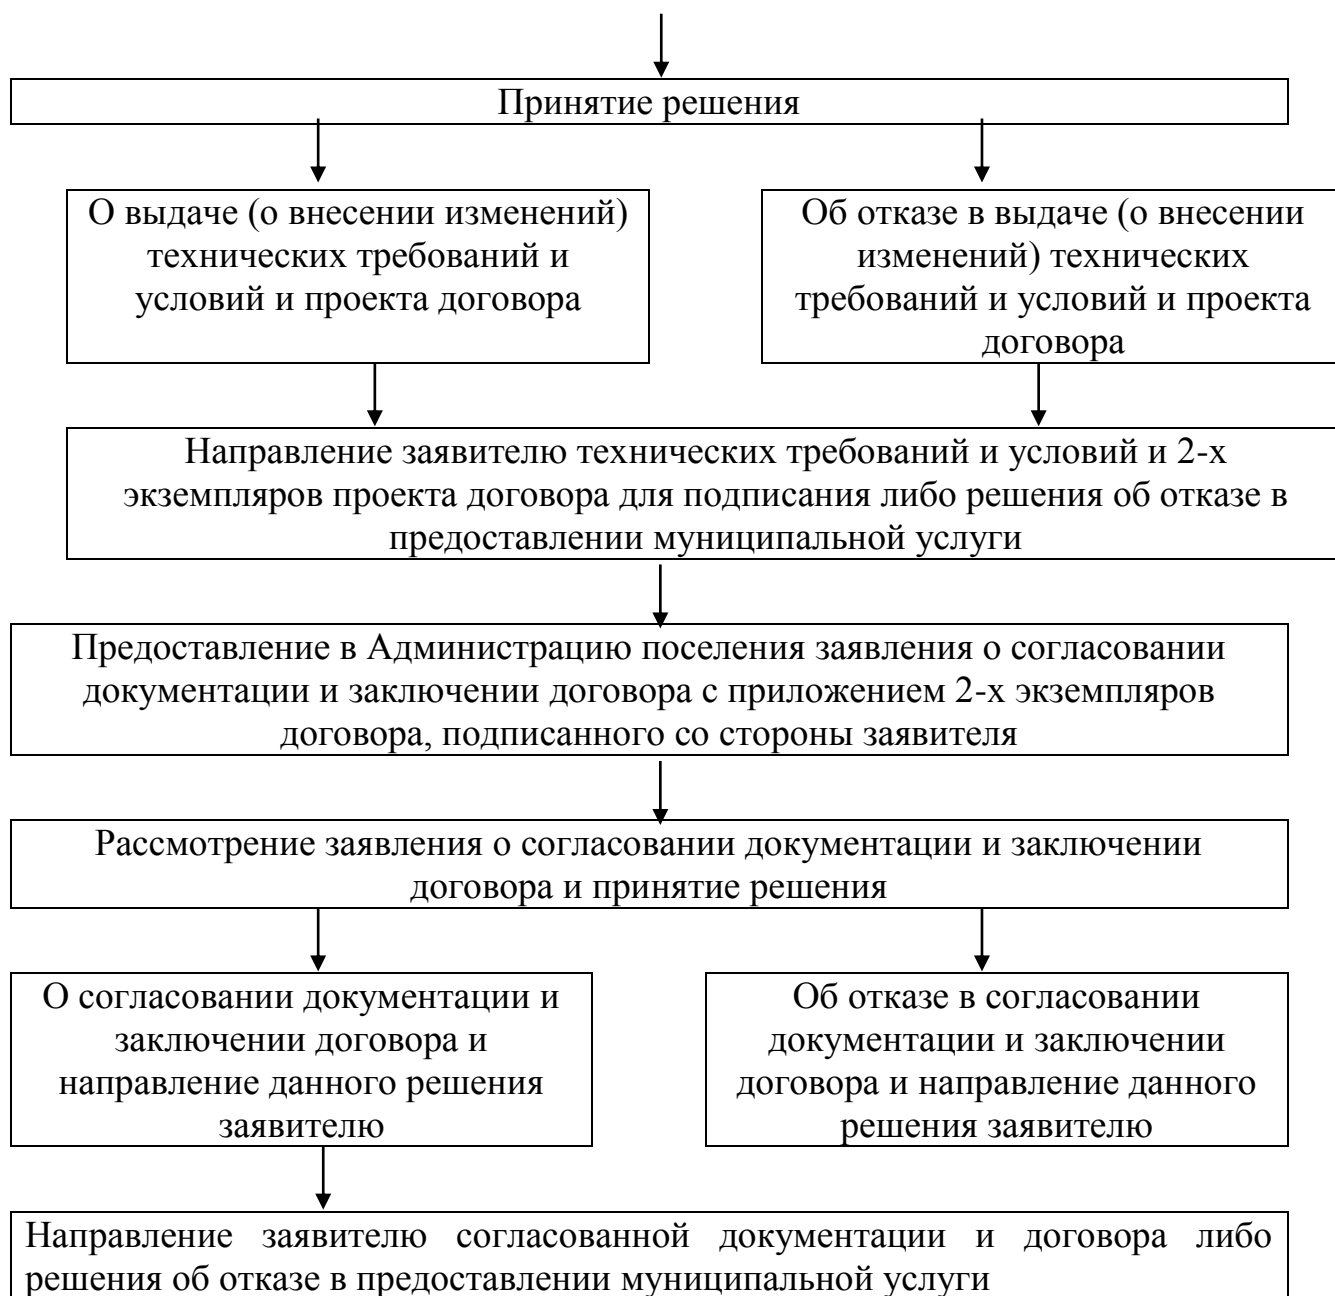 Принятие решения
О выдаче (о внесении изменений)
технических требований и
условий и проекта договора
Об отказе в выдаче (о внесении
изменений) технических
требований и условий и проекта
договора
Направление заявителю технических требований и условий и 2-х
экземпляров проекта договора для подписания либо решения об отказе в
предоставлении муниципальной услуги
Предоставление в Администрацию поселения заявления о согласовании
документации и заключении договора с приложением 2-х экземпляров
договора, подписанного со стороны заявителя
Рассмотрение заявления о согласовании документации и заключении
договора и принятие решения
О согласовании документации и
заключении договора и
направление данного решения
заявителю
Об отказе в согласовании
документации и заключении
договора и направление данного
решения заявителю
Направление заявителю согласованной документации и договора либо
решения об отказе в предоставлении муниципальной услуги